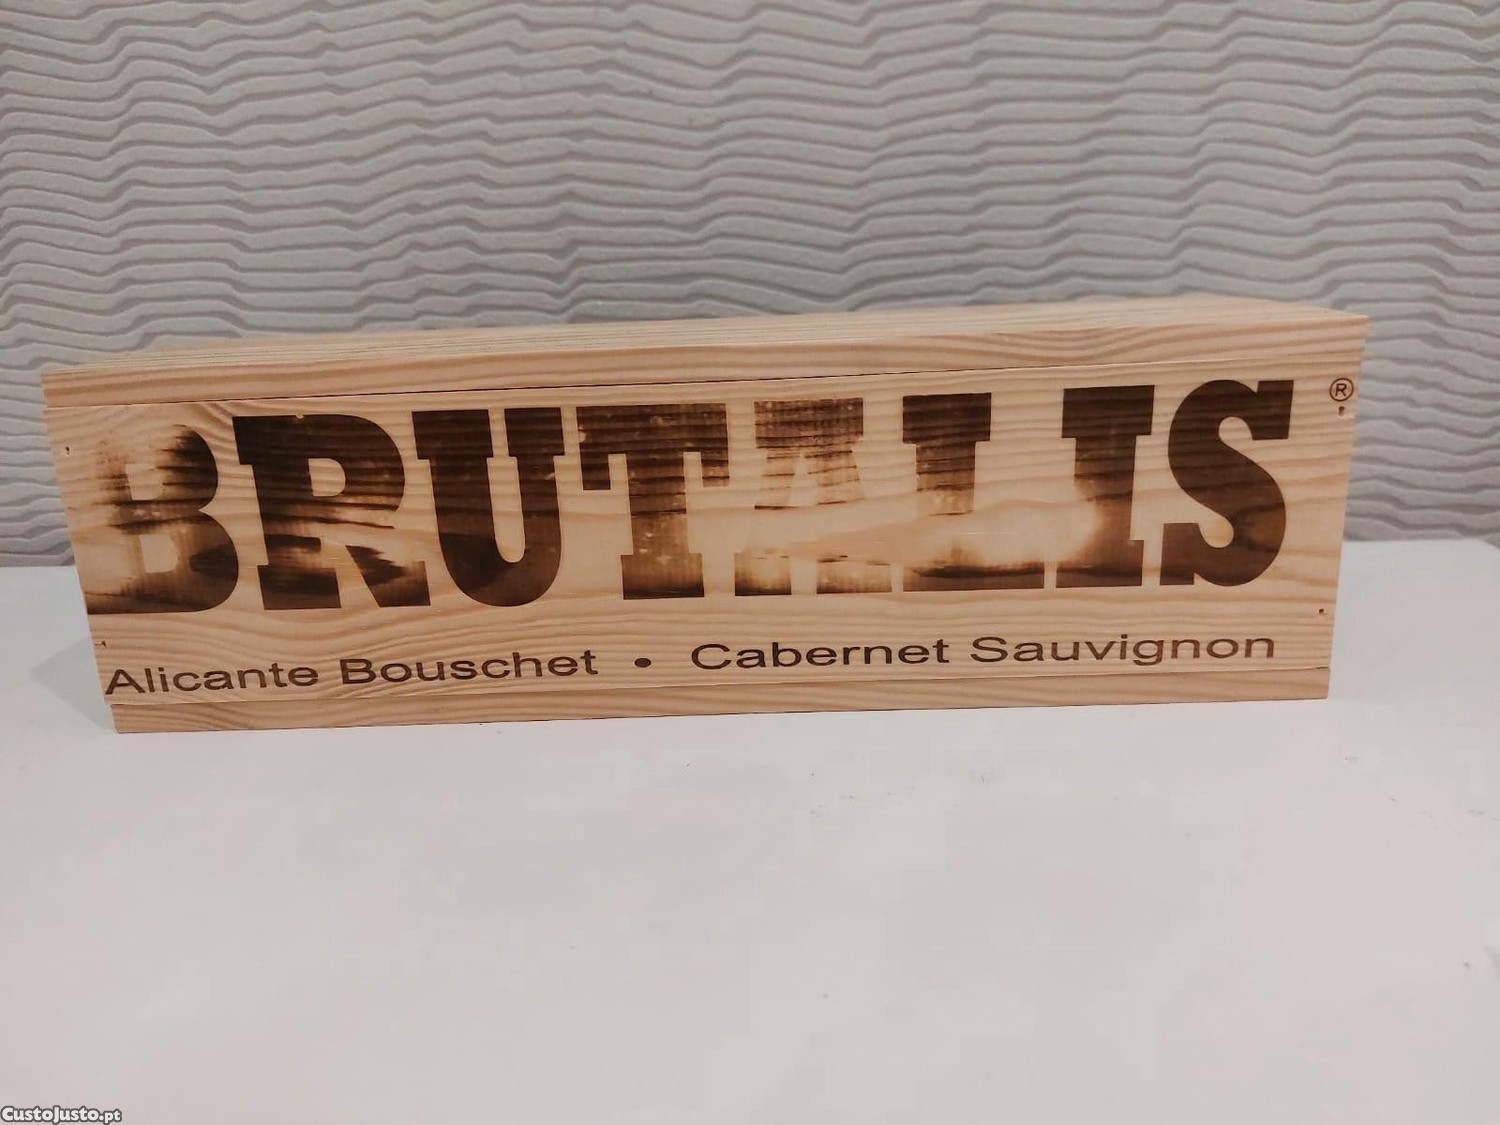 BRUTALIS ®
Alicante Bouschet • Cabernet Sauvignon
CustoJusto.pt